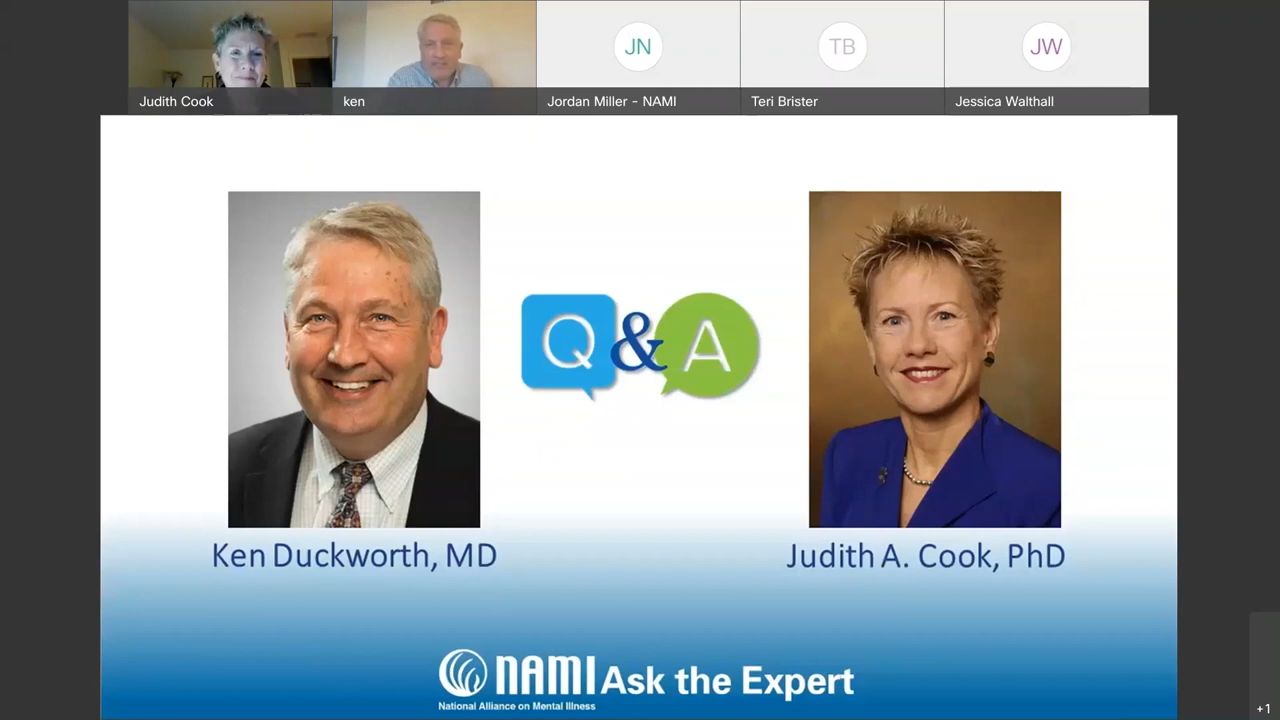 JN
TB
JW
Judith Cook
ken
Jordan Miller - NAMI
Teri Brister
Jessica Walthall
Q & A
Ken Duckworth, MD
Judith A. Cook, PhD
NAMI Ask the Expert
National Alliance on Mental Illness
+1